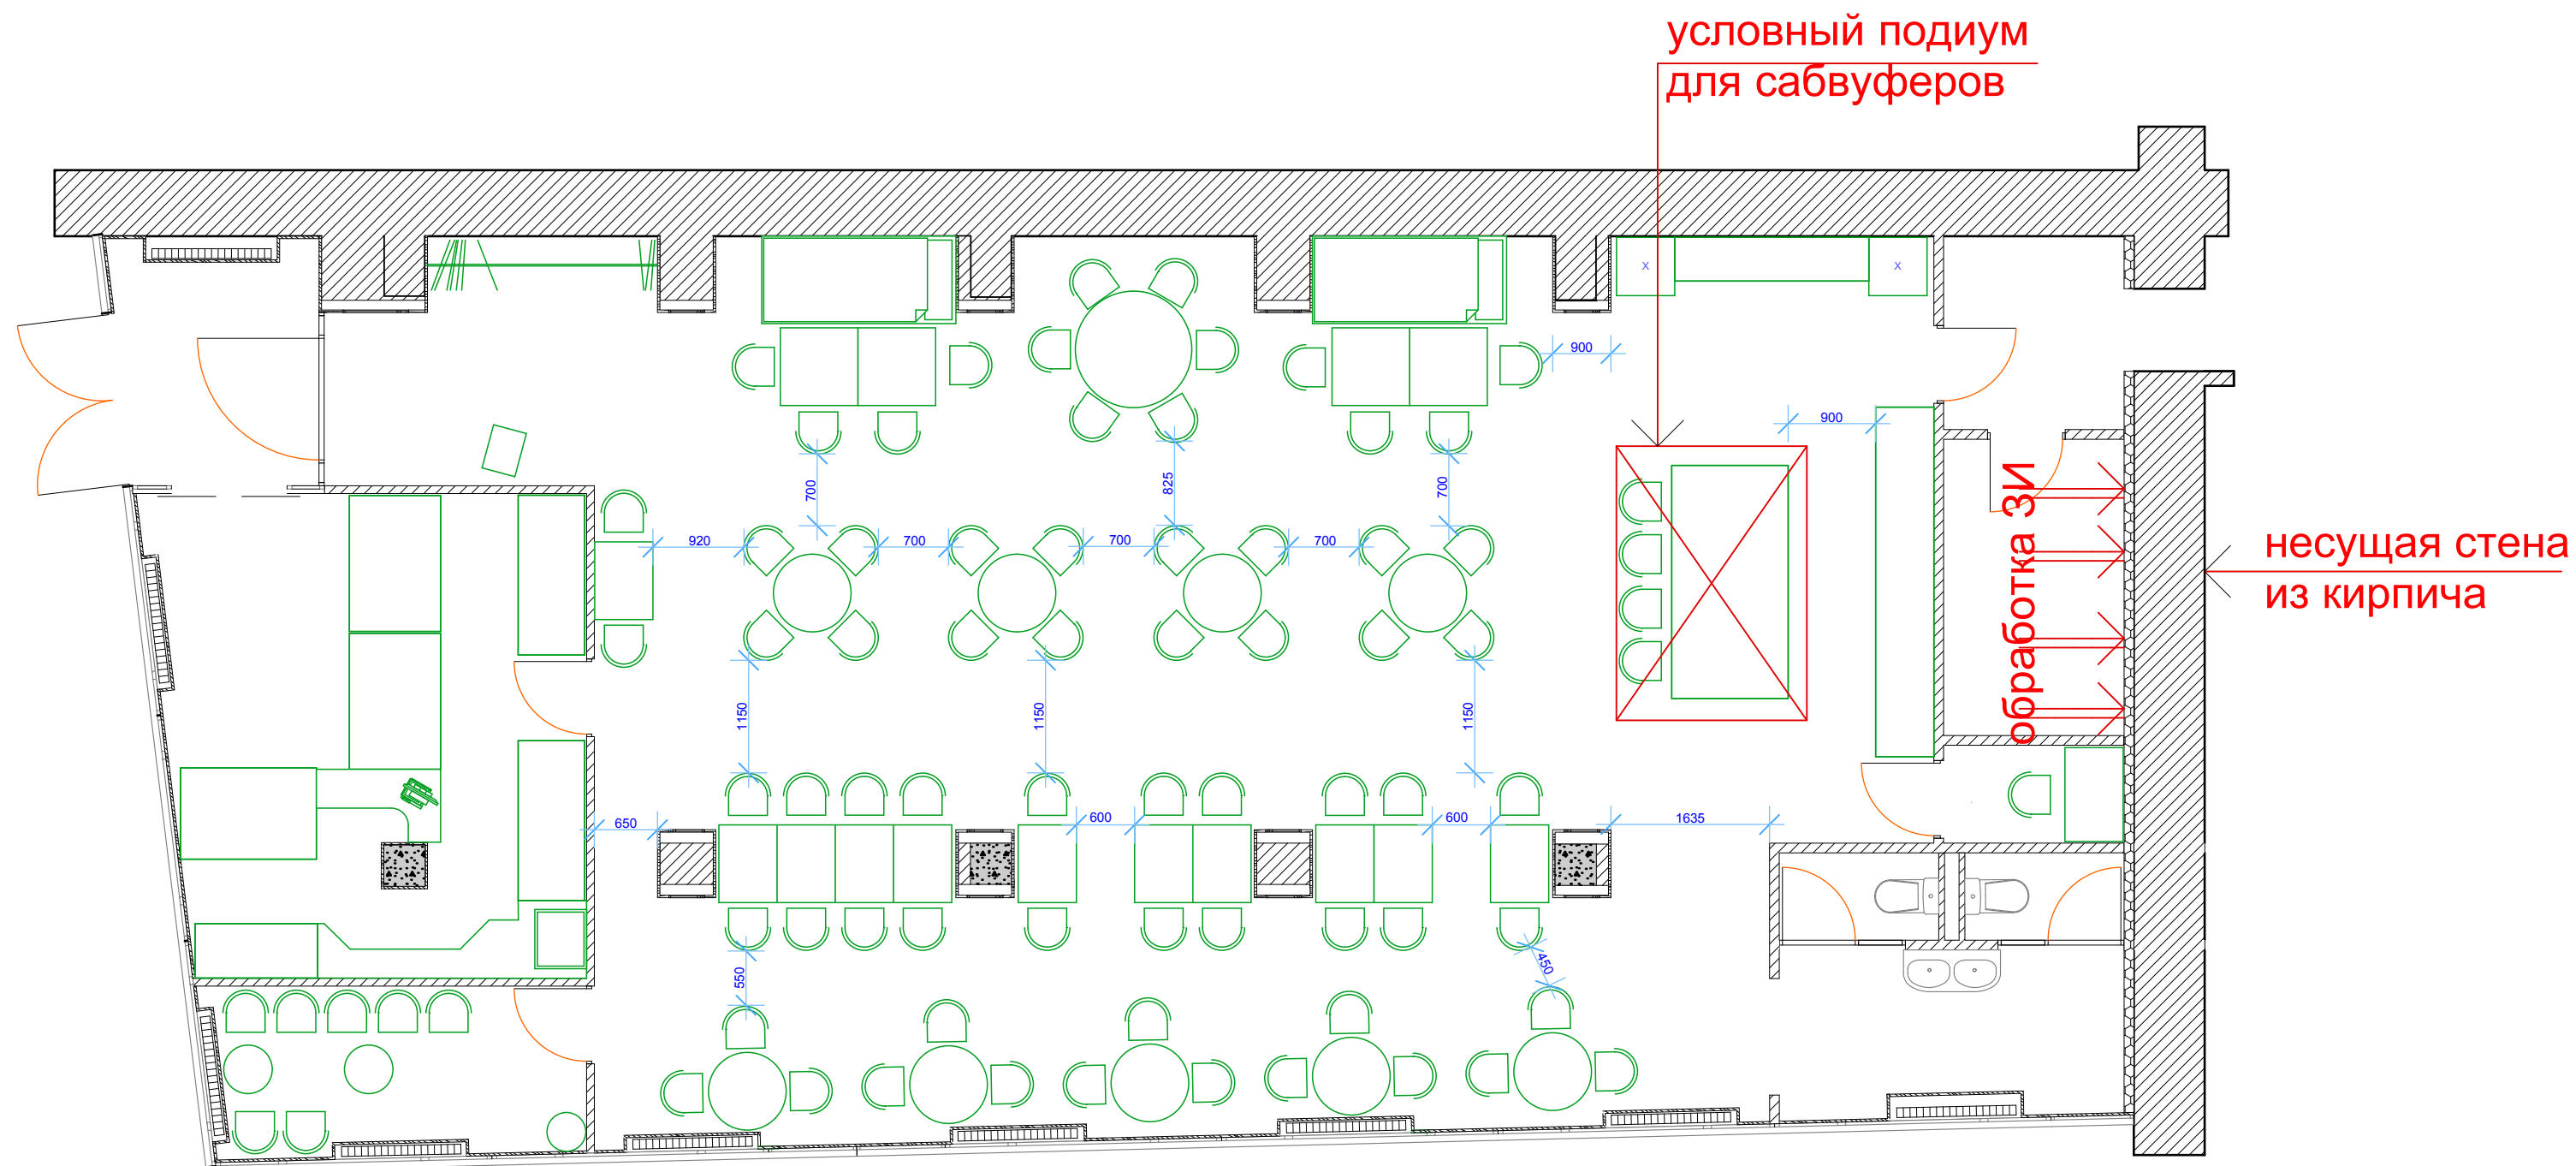 условный подиум
для сабвуферов
X
X
900
900
700
825
700
обработка ЗИ
несущая стена
из кирпича
920
700
700
700
1150
1150
1150
650
600
600
1635
550
450